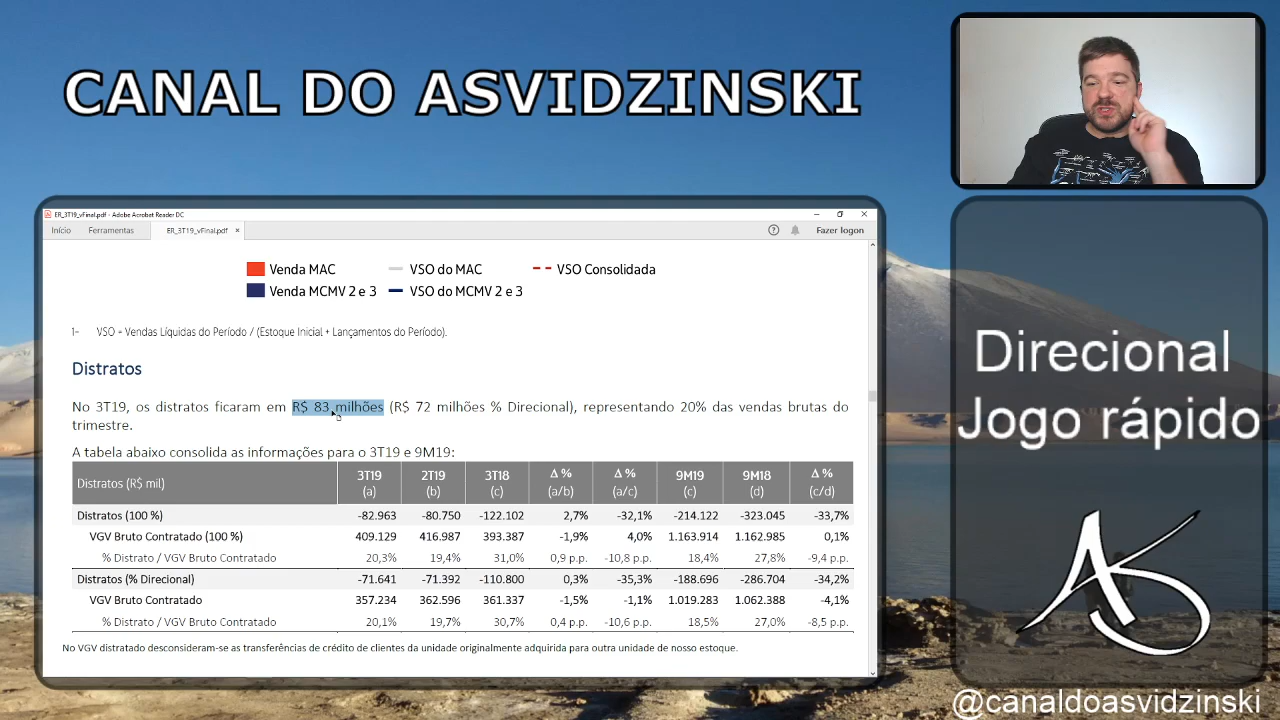 CANAL DO ASVIDZINSKI
ER_3T19_vFinal.pdf - Adobe Acrobat Reader DC
Início Ferramentas ER_3T19_vFinal.pdf × Fazer logon
Venda MAC VSO do MAC VSO Consolidada
Venda MCMV 2 e 3 VSO do MCMV 2 e 3
1- VSO = Vendas Líquidas do Período / (Estoque Inicial + Lançamentos do Período).
Distratos
No 3T19, os distratos ficaram em R$ 83 milhões (R$ 72 milhões % Direcional), representando 20% das vendas brutas do
trimestre.
A tabela abaixo consolida as informações para o 3T19 e 9M19:
Distratos (R$ mil) 3T19 (a) 2T19 (b) 3T18 (c) Δ % (a/b) Δ % (a/c) 9M19 (c) 9M18 (d) Δ % (c/d)
Distratos (100 %) -82.963 -80.750 -122.102 2,7% -32,1% -214.122 -323.045 -33,7%
VGV Bruto Contratado (100 %) 409.129 416.987 393.387 -1,9% 4,0% 1.163.914 1.162.985 0,1%
% Distrato / VGV Bruto Contratado 20,3% 19,4% 31,0% 0,9 p.p. -10,8 p.p. 18,4% 27,8% -9,4 p.p.
Distratos (% Direcional) -71.641 -71.392 -110.800 0,3% -35,3% -188.696 -286.704 -34,2%
VGV Bruto Contratado 357.234 362.596 361.337 -1,5% -1,1% 1.019.283 1.062.388 -4,1%
% Distrato / VGV Bruto Contratado 20,1% 19,7% 30,7% 0,4 p.p. -10,6 p.p. 18,5% 27,0% -8,5 p.p.
No VGV distratado desconsideram-se as transferências de crédito de clientes da unidade originalmente adquirida para outra unidade de nosso estoque.
Direcional
Jogo rápido
@canaldoasvidzinski